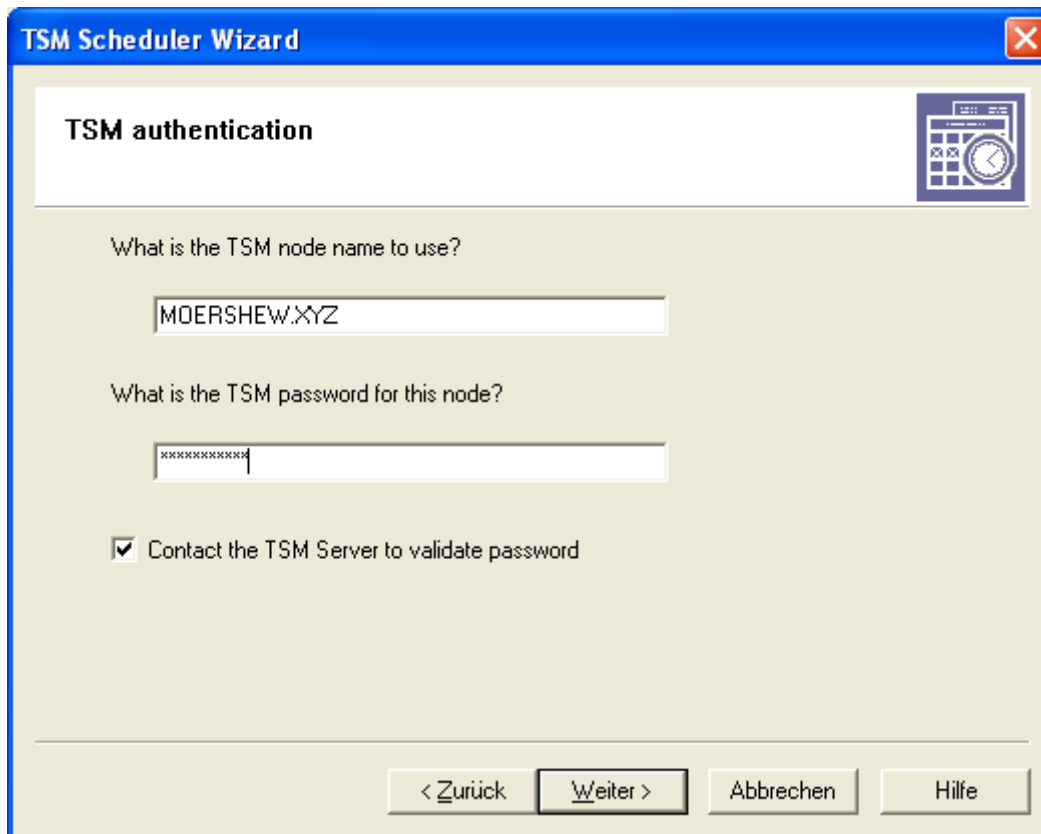 TSM Scheduler Wizard
TSM authentication
What is the TSM node name to use?
MOERSHEW.XYZ
What is the TSM password for this node?
***********
Contact the TSM Server to validate password
< Zurück Weiter > Abbrechen Hilfe